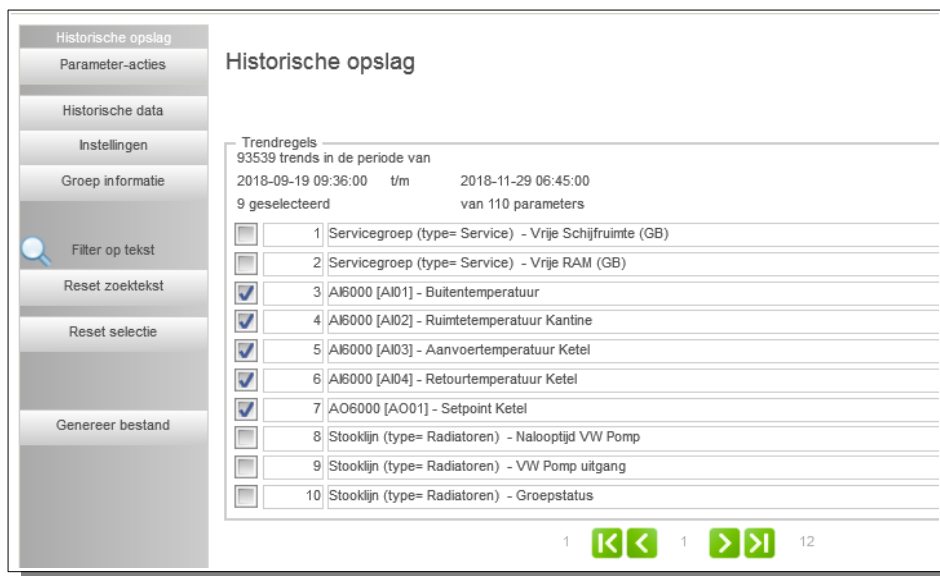 Historische opslag
Parameter-acties
Historische data
Instellingen
Groep informatie
Filter op tekst
Reset zoektekst
Reset selectie
Genereer bestand
Historische opslag
Trendregels
93539 trends in de periode van
2018-09-19 09:36:00 t/m 2018-11-29 06:45:00
9 geselecteerd van 110 parameters
1 Servicegroep (type= Service) - Vrije Schijfruimte (GB)
2 Servicegroep (type= Service) - Vrije RAM (GB)
3 AI6000 [AI01] - Buitentemperatuur
4 AI6000 [AI02] - Ruimtetemperatuur Kantine
5 AI6000 [AI03] - Aanvoertemperatuur Ketel
6 AI6000 [AI04] - Retourtemperatuur Ketel
7 AO6000 [AO01] - Setpoint Ketel
8 Stooklijn (type= Radiatoren) - Nalooptijd VW Pomp
9 Stooklijn (type= Radiatoren) - VW Pomp uitgang
10 Stooklijn (type= Radiatoren) - Groepstatus
1 1 12